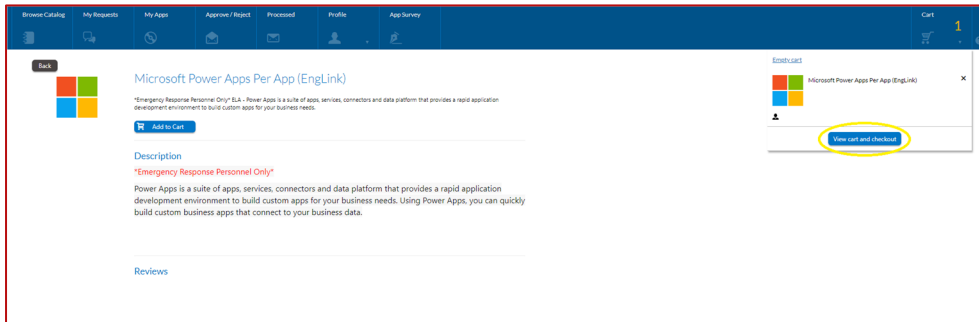 Browse Catalog My Requests My Apps Approve / Reject Processed Profile App Survey Cart
1
Back
Empty cart
Microsoft Power Apps Per App (EngLink)
Microsoft Power Apps Per App (EngLink)
*Emergency Response Personnel Only* ELA - Power Apps is a suite of apps, services, connectors and data platform that provides a rapid application
development environment to build custom apps for your business needs.
Add to Cart
View cart and checkout
Description
*Emergency Response Personnel Only*
Power Apps is a suite of apps, services, connectors and data platform that provides a rapid application
development environment to build custom apps for your business needs. Using Power Apps, you can quickly
build custom business apps that connect to your business data.
Reviews